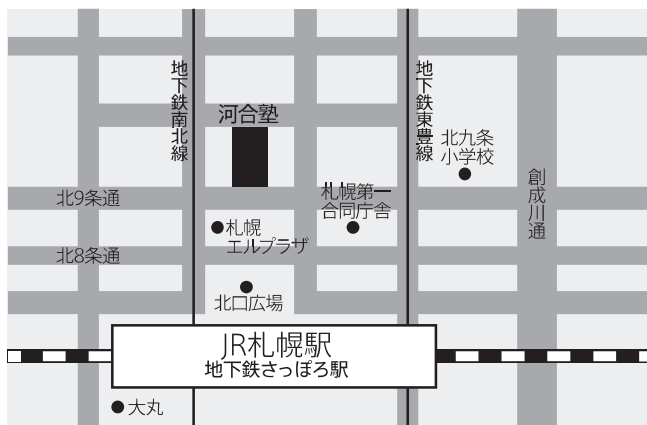 地下鉄南北線
地下鉄東豊線
河合塾
北九条
小学校
創成川通
札幌第一
合同庁舎
北9条通
札幌
エルプラザ
北8条通
北口広場
JR札幌駅
地下鉄さっぽろ駅
大丸